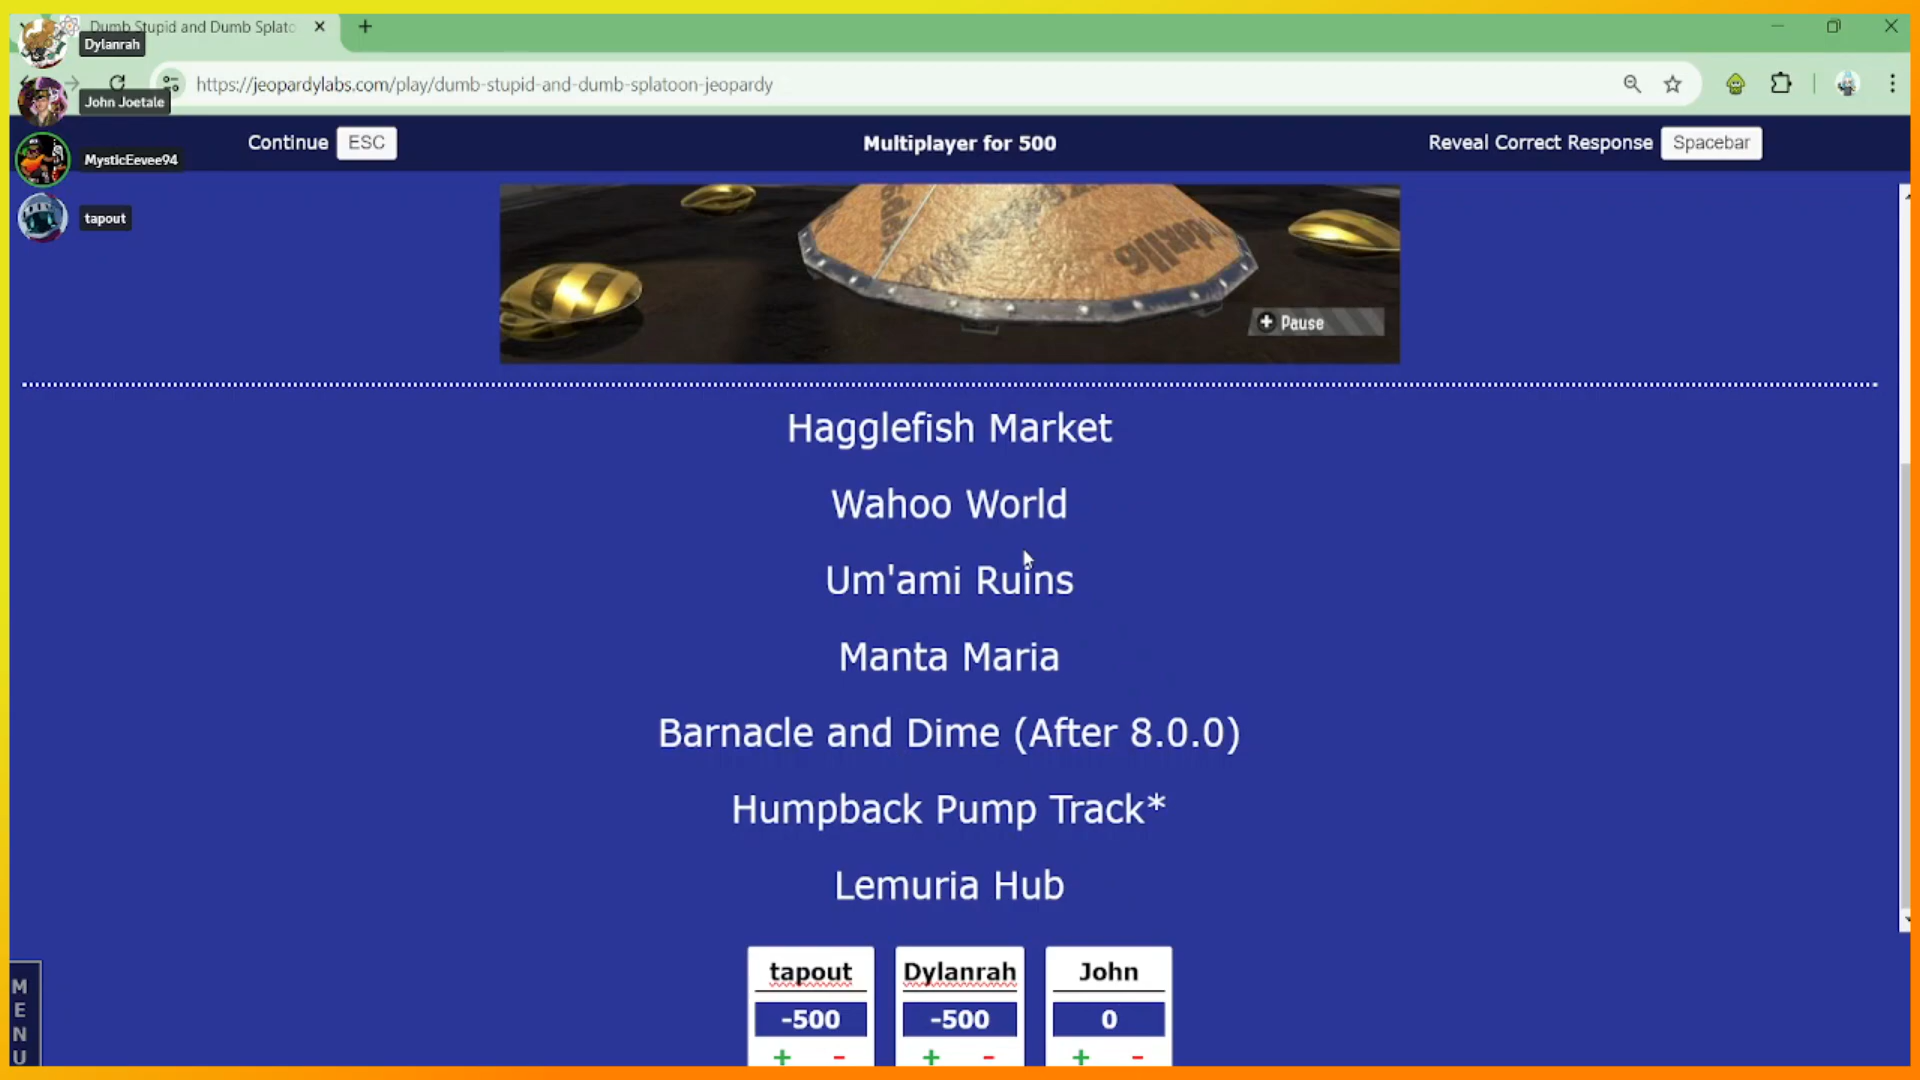 Dumb Stupid and Dumb Splato
Dylanrah
https://jeopardylabs.com/play/dumb-stupid-and-dumb-splatoon-jeopardy
John Joetale
Continue ESC
Multiplayer for 500
Reveal Correct Response Spacebar
MysticEevee94
tapout
+ Pause
Hagglefish Market
Wahoo World
Um'ami Ruins
Manta Maria
Barnacle and Dime (After 8.0.0)
Humpback Pump Track*
Lemuria Hub
MENU
tapout Dylanrah John
-500 -500 0
+ - + - + -